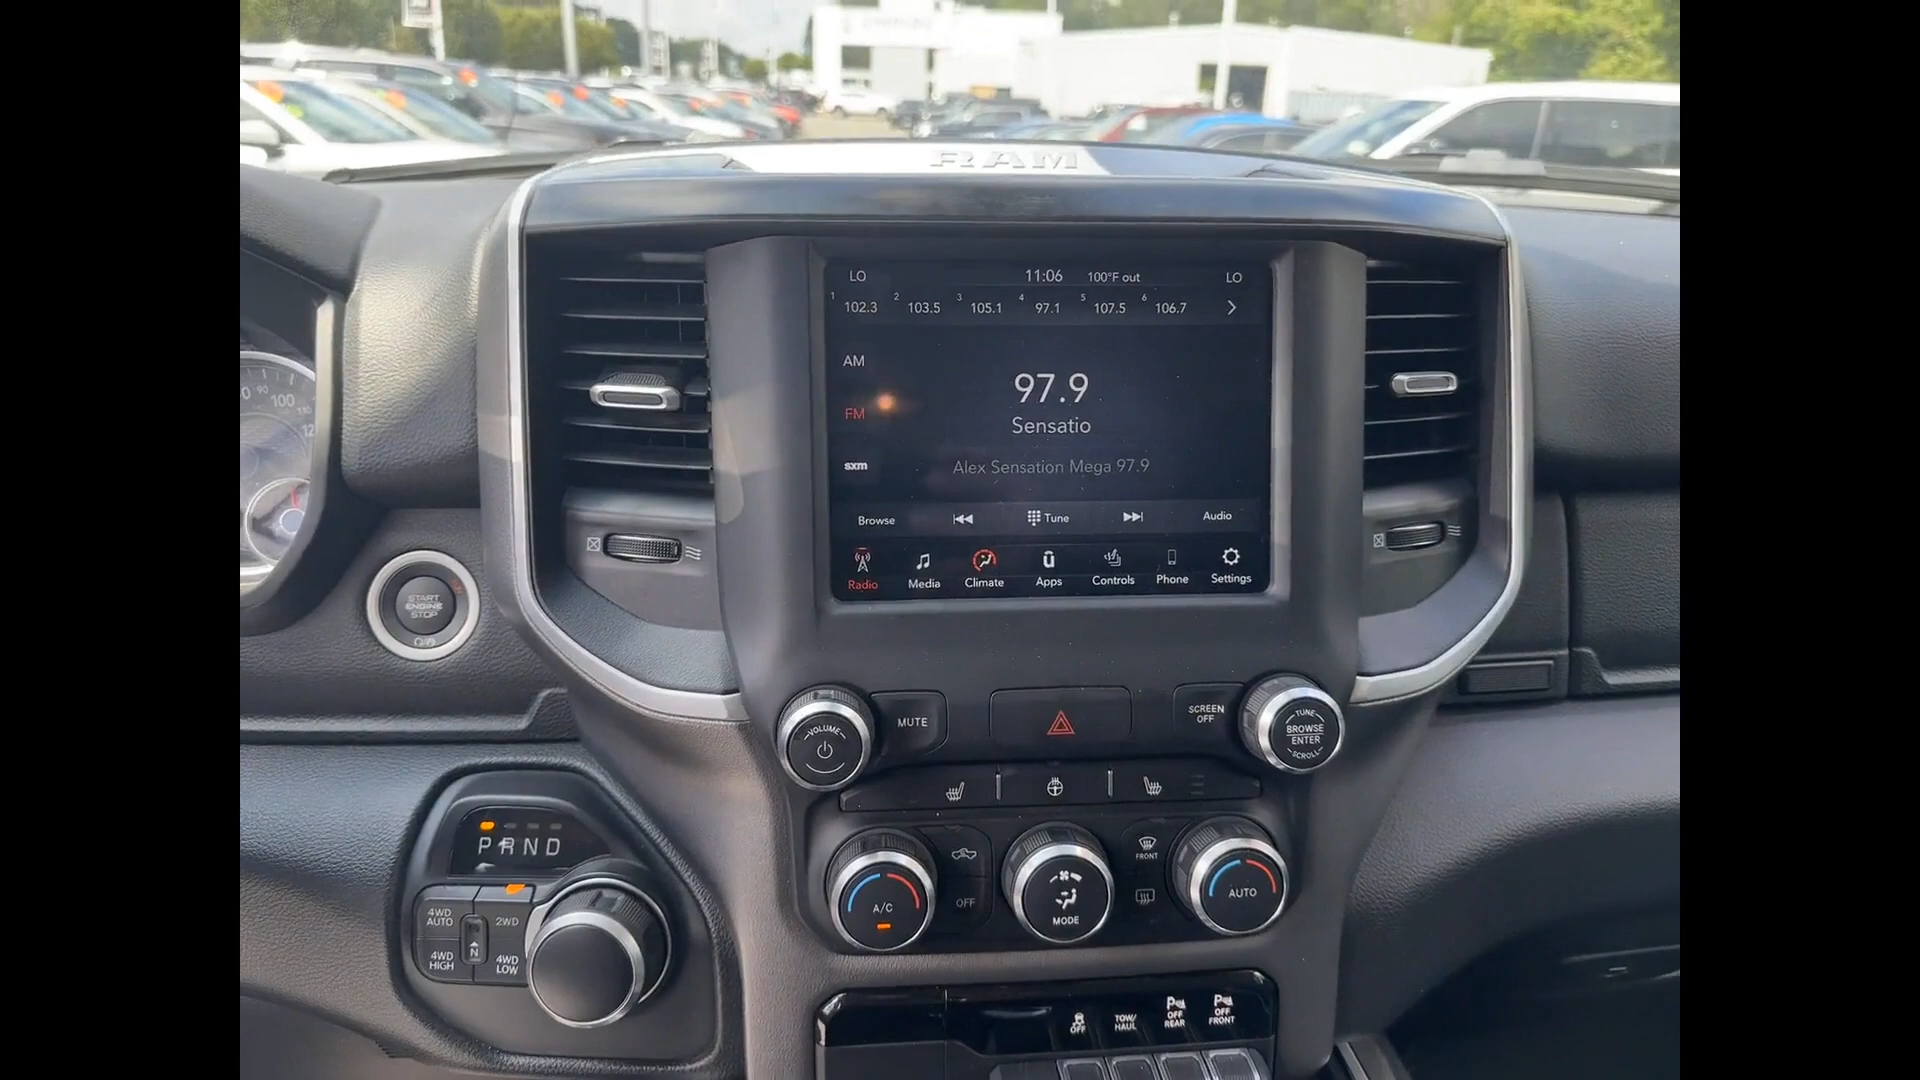 RAM
LO 11:06 100°F out LO
1 102.3 2 103.5 3 105.1 4 97.1 5 107.5 6 106.7
AM
97.9
FM
Sensatio
sxm
Alex Sensation Mega 97.9
Browse Tune Audio
Radio Media Climate Apps Controls Phone Settings
90 100
START
ENGINE
STOP
VOLUME
MUTE
SCREEN
OFF
TUNE
BROWSE
ENTER
SCROLL
PRND
4WD
AUTO
2WD
N
4WD
HIGH
4WD
LOW
A/C
OFF
MODE
FRONT
AUTO
OFF
TOW/
HAUL
P
OFF
REAR
P
OFF
FRONT